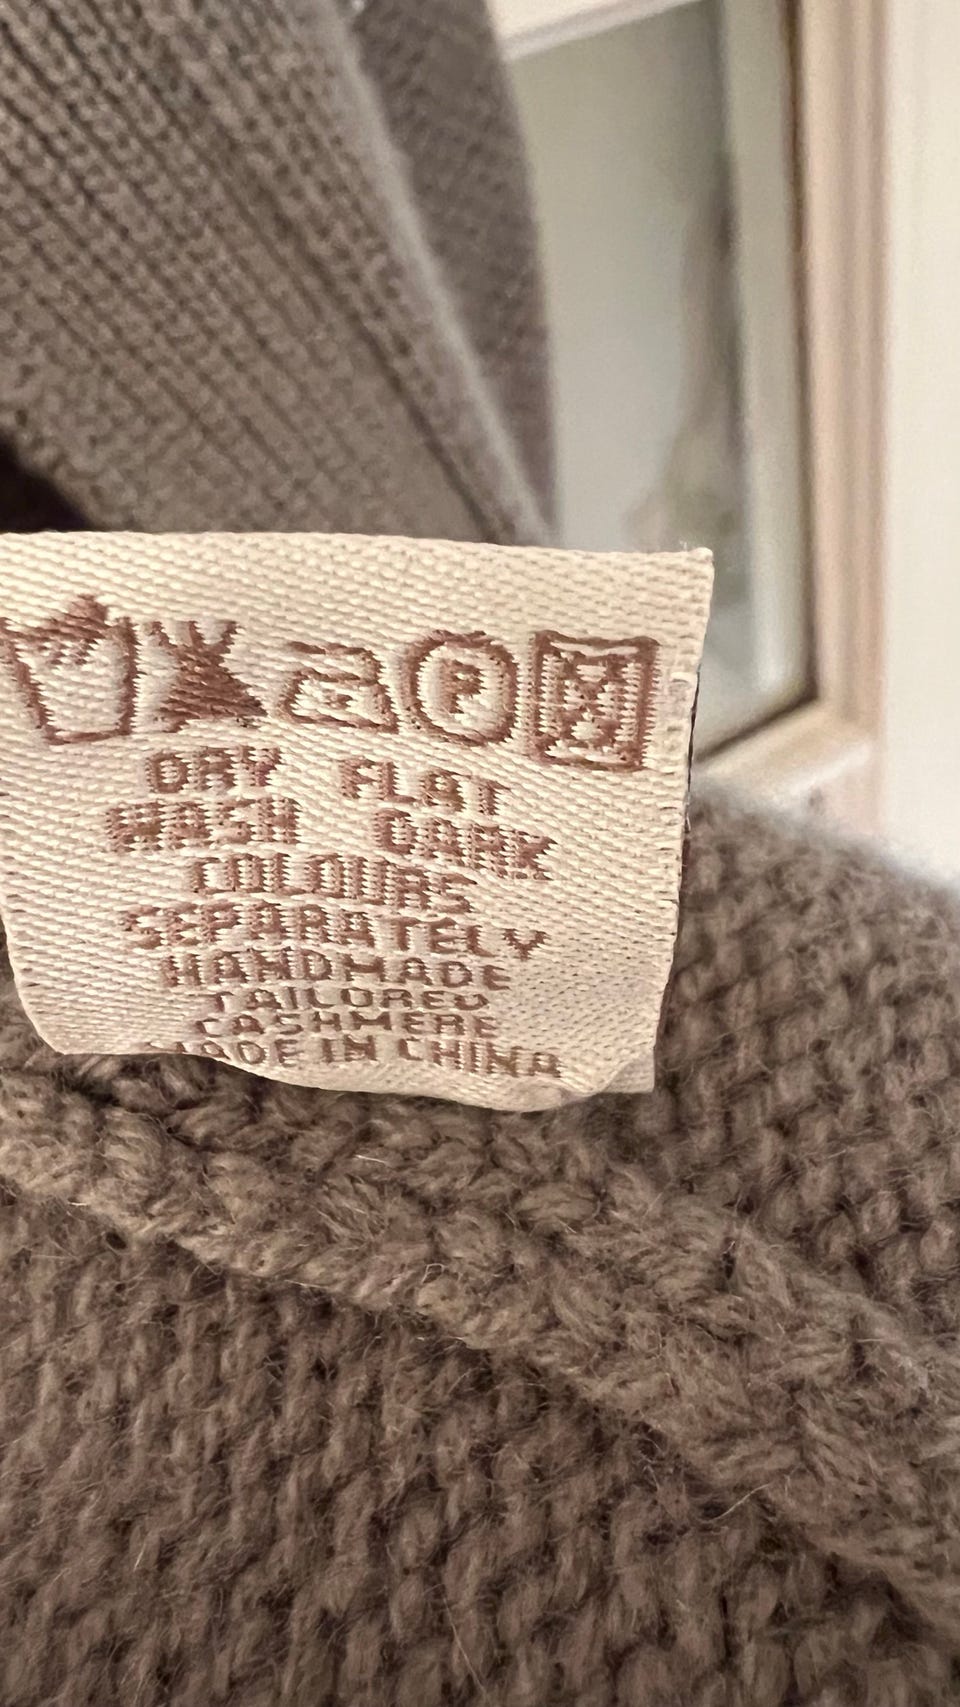 P
DRY FLAT
WASH DARK
COLOURS
SEPARATELY
HANDMADE
TAILORED
CASHMERE
MADE IN CHINA